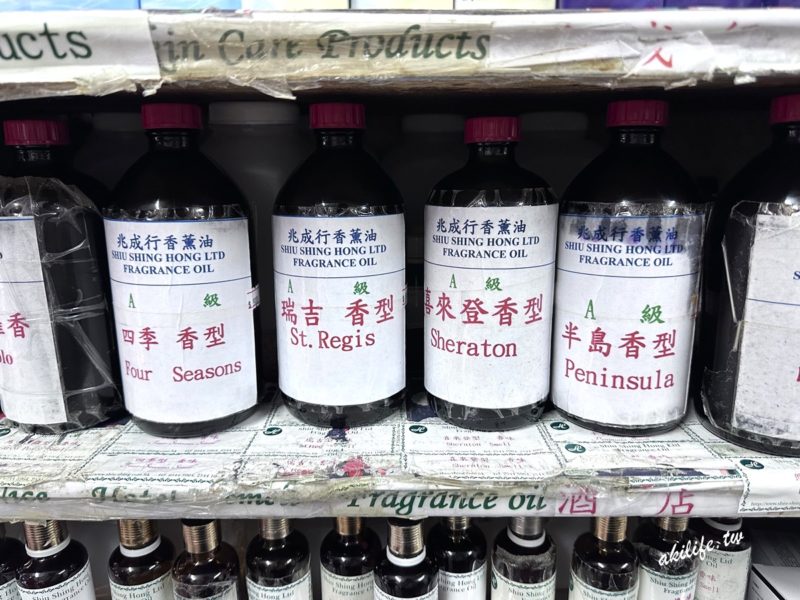 ucts
Care Products
兆成行香薰油
SHIU SHING HONG LTD
FRAGRANCE OIL
A 級
四季 香型
Four Seasons
兆成行香薰油
SHIU SHING HONG LTD
FRAGRANCE OIL
A 級
瑞吉 香型
St.Regis
兆成行香薰油
SHIU SHING HONG LTD
FRAGRANCE OIL
A 級
喜來登香型
Sheraton
兆成行香薰油
SHIU SHING HONG LTD
FRAGRANCE OIL
A 級
半島香型
Peninsula
Fragrance oil 酒 店
akilife.tw